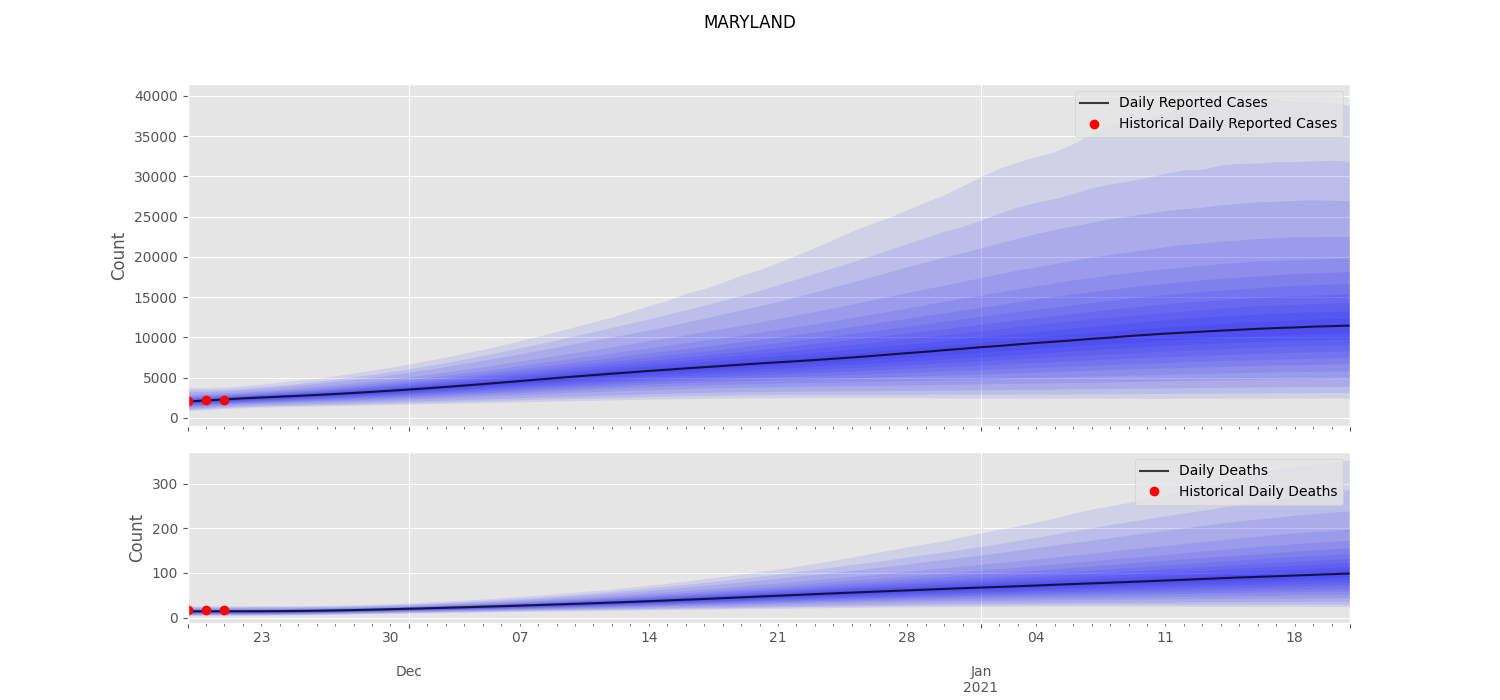 MARYLAND
40000
35000
30000
25000
20000
15000
10000
5000
0
Count
Daily Reported Cases
Historical Daily Reported Cases
300
200
100
0
Count
Daily Deaths
Historical Daily Deaths
23 30 07 14 21 28 04 11 18
Dec Jan
2021